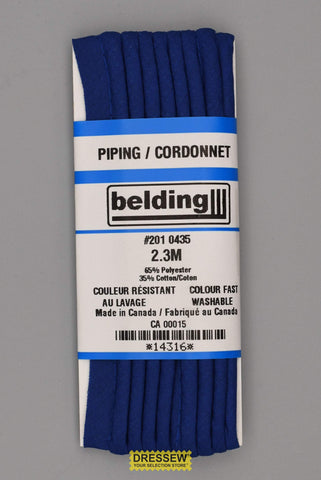 PIPING / CORDONNET
belding
#201 0435
2.3M
65% Polyester
35% Cotton/Coton
COULEUR RÉSISTANT COLOUR FAST
AU LAVAGE WASHABLE
Made in Canada / Fabriqué au Canada
CA 00015
*14316*
DRESSEW
YOUR SELECTION STORE